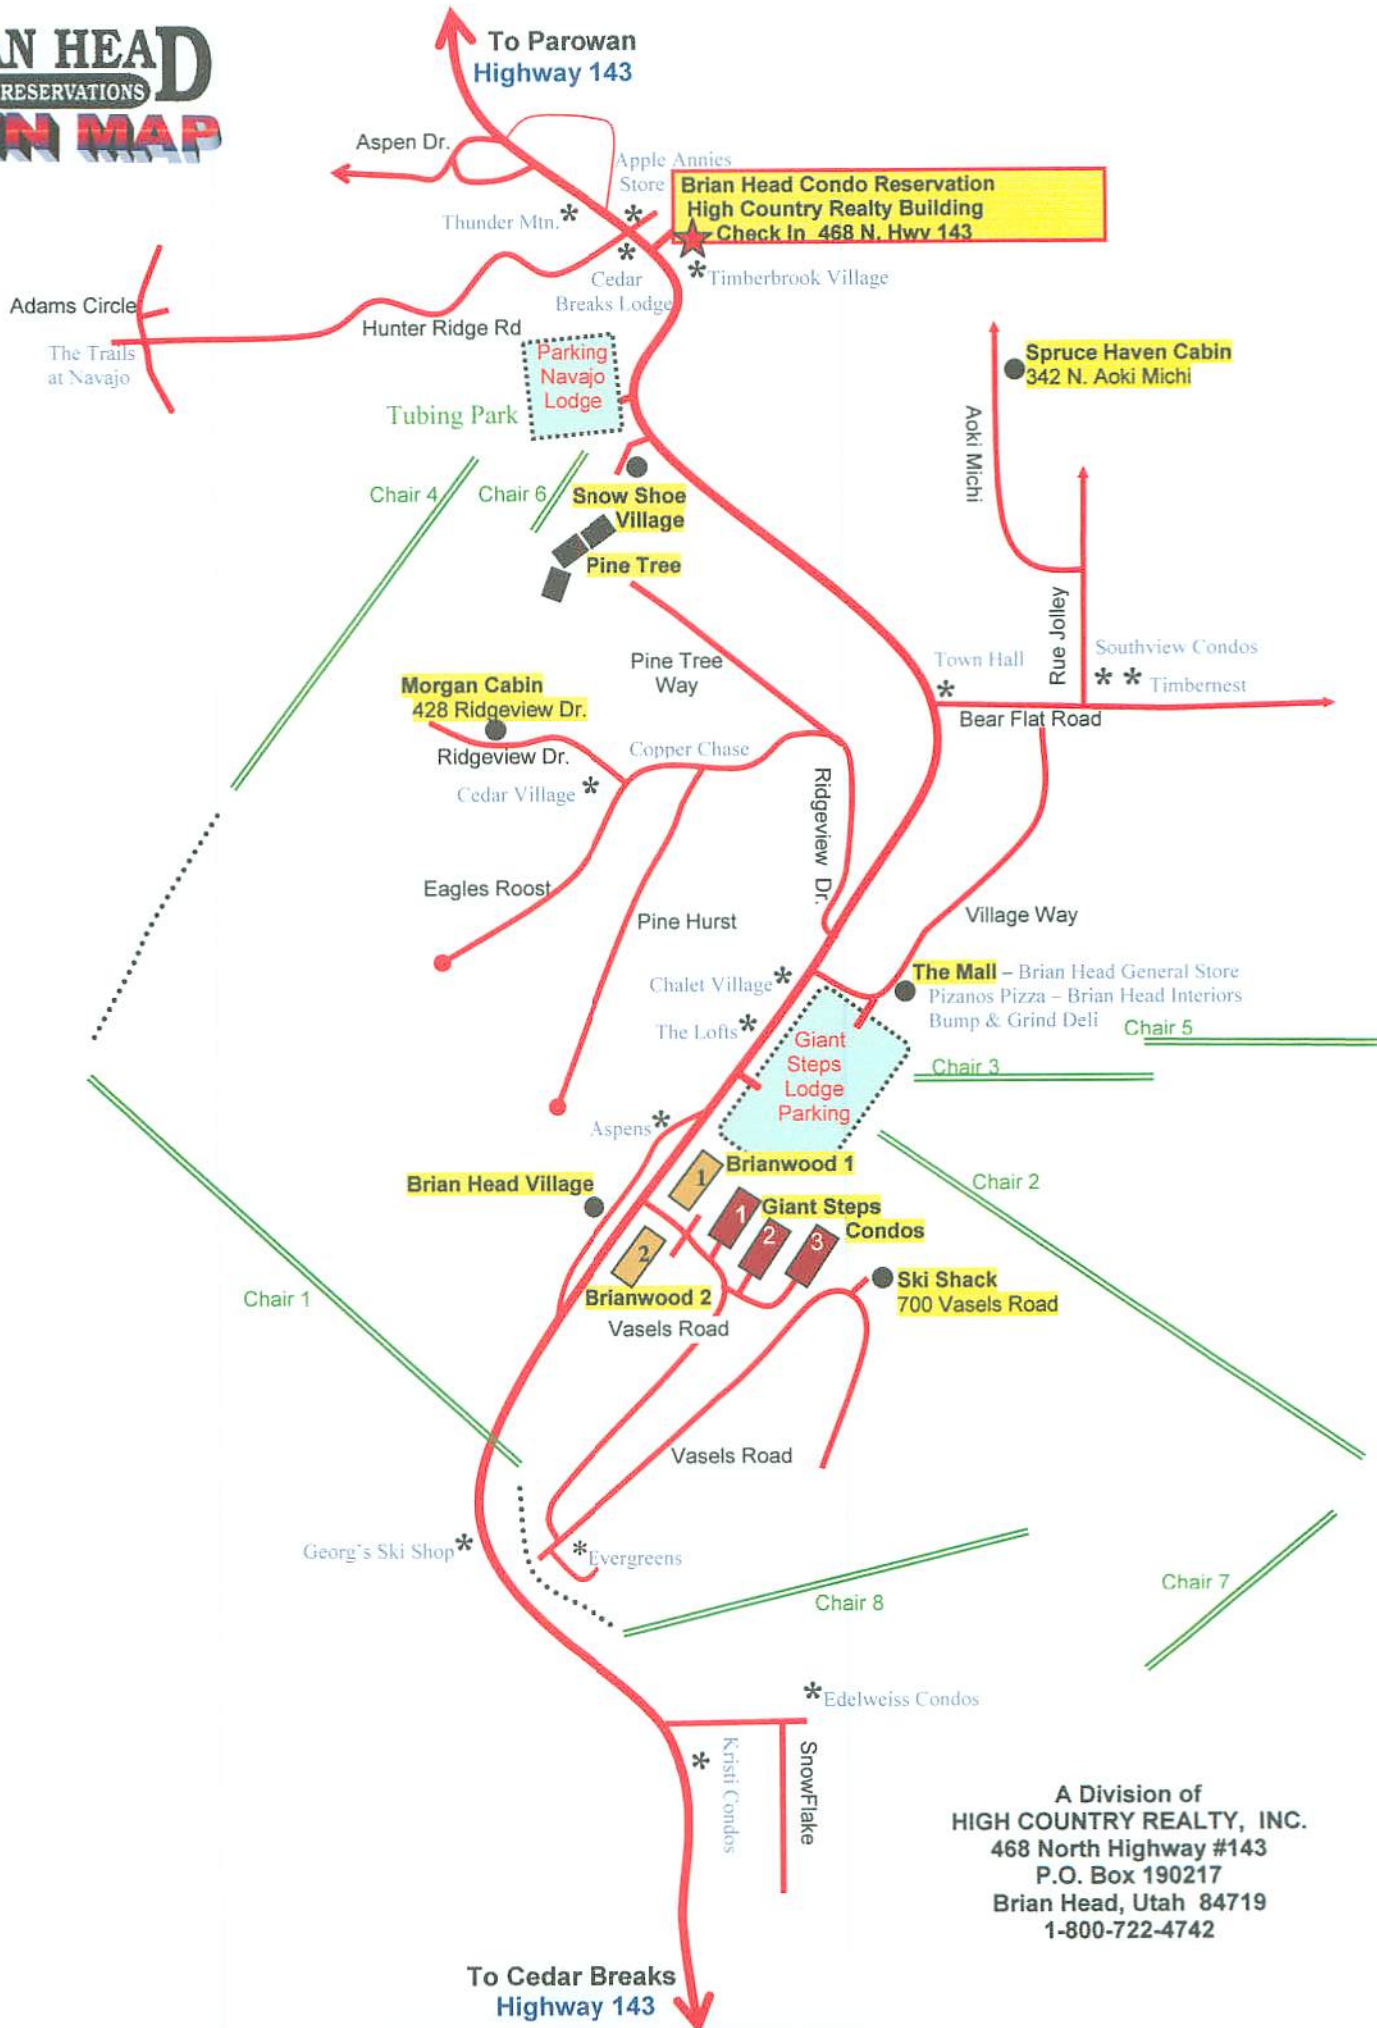 AN HEAD
RESERVATIONS
N MAP
To Parowan
Highway 143
Aspen Dr.
Apple Annies
Store
Brian Head Condo Reservation
High Country Realty Building
Check In 468 N. Hwy 143
Thunder Mtn.
Cedar
Breaks Lodge
Timberbrook Village
Adams Circle
The Trails
at Navajo
Hunter Ridge Rd
Parking
Navajo
Lodge
Tubing Park
Spruce Haven Cabin
342 N. Aoki Michi
Aoki Michi
Chair 4
Chair 6
Snow Shoe
Village
Pine Tree
Rue Jolley
Pine Tree
Way
Town Hall
Southview Condos
Timbernest
Bear Flat Road
Morgan Cabin
428 Ridgeview Dr.
Ridgeview Dr.
Copper Chase
Cedar Village
Ridgeview Dr.
Eagles Roost
Pine Hurst
Village Way
Chalet Village
The Mall – Brian Head General Store
Pizanos Pizza – Brian Head Interiors
Bump & Grind Deli
The Lofts
Giant
Steps
Lodge
Parking
Chair 5
Chair 3
Aspens
Brianwood 1
1
Chair 2
Brian Head Village
Giant Steps
Condos
1
2
3
2
Brianwood 2
Ski Shack
700 Vasels Road
Chair 1
Vasels Road
Vasels Road
Georg's Ski Shop
Evergreens
Chair 8
Chair 7
Edelweiss Condos
Kristi Condos
SnowFlake
A Division of
HIGH COUNTRY REALTY, INC.
468 North Highway #143
P.O. Box 190217
Brian Head, Utah 84719
1-800-722-4742
To Cedar Breaks
Highway 143